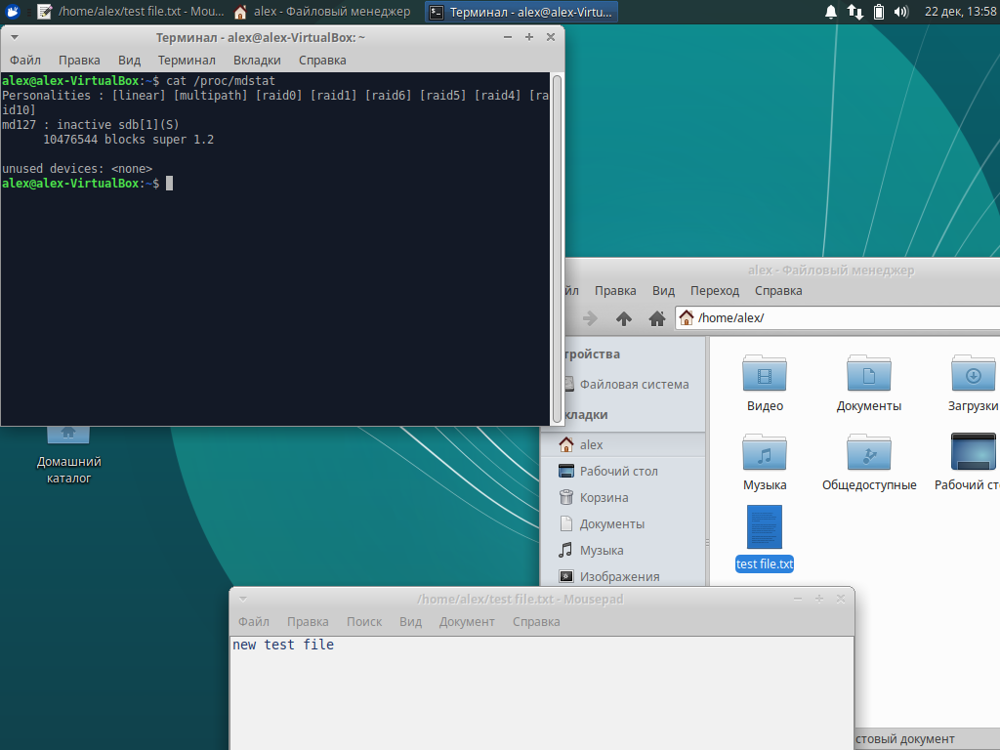 /home/alex/test file.txt - Mou...
alex - Файловый менеджер
Терминал - alex@alex-Virtu...
22 дек, 13:58
Терминал - alex@alex-VirtualBox: ~
Файл Правка Вид Терминал Вкладки Справка
alex@alex-VirtualBox:~$ cat /proc/mdstat
Personalities : [linear] [multipath] [raid0] [raid1] [raid6] [raid5] [raid4] [ra
id10]
md127 : inactive sdb[1](S)
10476544 blocks super 1.2
unused devices: <none>
alex@alex-VirtualBox:~$
alex - Файловый менеджер
йл Правка Вид Переход Справка
/home/alex/
тройства
Файловая система
кладки
alex
Рабочий стол
Корзина
Документы
Музыка
Изображения
Видео
Документы
Загрузки
Музыка
Общедоступные
Рабочий сто
test file.txt
стовый документ
Домашний
каталог
/home/alex/test file.txt - Mousepad
Файл Правка Поиск Вид Документ Справка
new test file